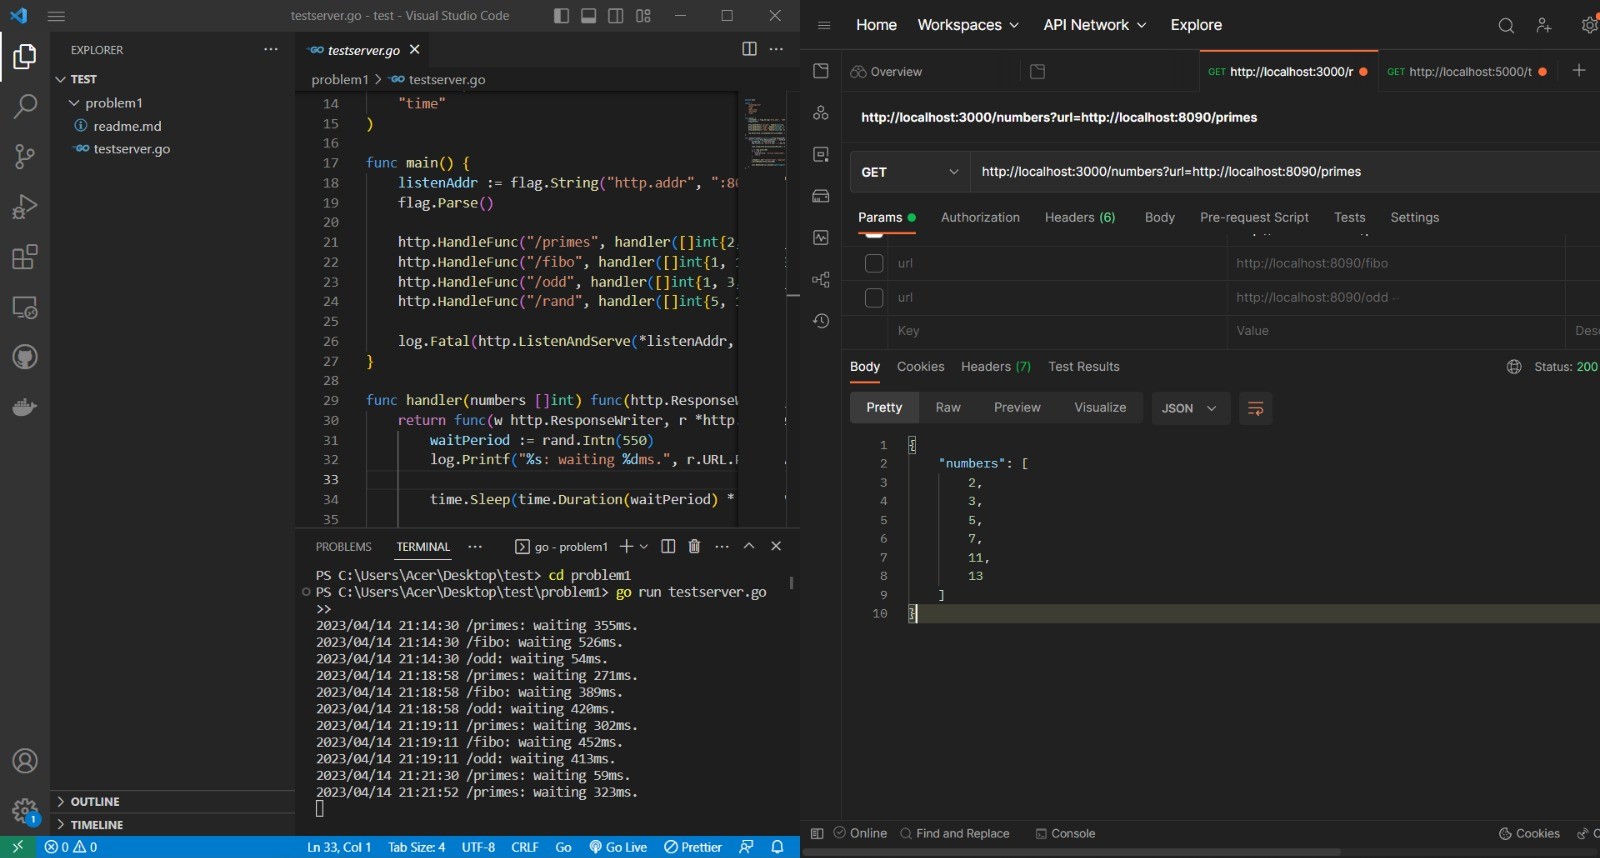 testserver.go - test - Visual Studio Code
EXPLORER
TEST
problem1
readme.md
testserver.go
OUTLINE
TIMELINE
testserver.go
problem1 > testserver.go
14 "time"
15 )
16
17 func main() {
18 listenAddr := flag.String("http.addr", ":80
19 flag.Parse()
20
21 http.HandleFunc("/primes", handler([]int{2,
22 http.HandleFunc("/fibo", handler([]int{1,
23 http.HandleFunc("/odd", handler([]int{1, 3,
24 http.HandleFunc("/rand", handler([]int{5,
25
26 log.Fatal(http.ListenAndServe(*listenAddr,
27 }
28
29 func handler(numbers []int) func(http.ResponseW
30 return func(w http.ResponseWriter, r *http.
31 waitPeriod := rand.Intn(550)
32 log.Printf("%s: waiting %dms.", r.URL.P
33
34 time.Sleep(time.Duration(waitPeriod) *
35
PROBLEMS TERMINAL go - problem1
PS C:\Users\Acer\Desktop\test> cd problem1
PS C:\Users\Acer\Desktop\test\problem1> go run testserver.go
>>
2023/04/14 21:14:30 /primes: waiting 355ms.
2023/04/14 21:14:30 /fibo: waiting 526ms.
2023/04/14 21:14:30 /odd: waiting 54ms.
2023/04/14 21:18:58 /primes: waiting 271ms.
2023/04/14 21:18:58 /fibo: waiting 389ms.
2023/04/14 21:18:58 /odd: waiting 420ms.
2023/04/14 21:19:11 /primes: waiting 302ms.
2023/04/14 21:19:11 /fibo: waiting 452ms.
2023/04/14 21:19:11 /odd: waiting 413ms.
2023/04/14 21:21:30 /primes: waiting 59ms.
2023/04/14 21:21:52 /primes: waiting 323ms.
1
0 0 Ln 33, Col 1 Tab Size: 4 UTF-8 CRLF Go Go Live Prettier
Home Workspaces API Network Explore
Overview GET http://localhost:3000/r GET http://localhost:5000/t
http://localhost:3000/numbers?url=http://localhost:8090/primes
GET http://localhost:3000/numbers?url=http://localhost:8090/primes
Params Authorization Headers (6) Body Pre-request Script Tests Settings
url http://localhost:8090/fibo
url http://localhost:8090/odd
Key Value Desc
Body Cookies Headers (7) Test Results Status: 200
Pretty Raw Preview Visualize JSON
1 {
2 "numbers": [
3 2,
4 3,
5 5,
6 7,
7 11,
8 13
9 ]
10 }
Online Find and Replace Console Cookies